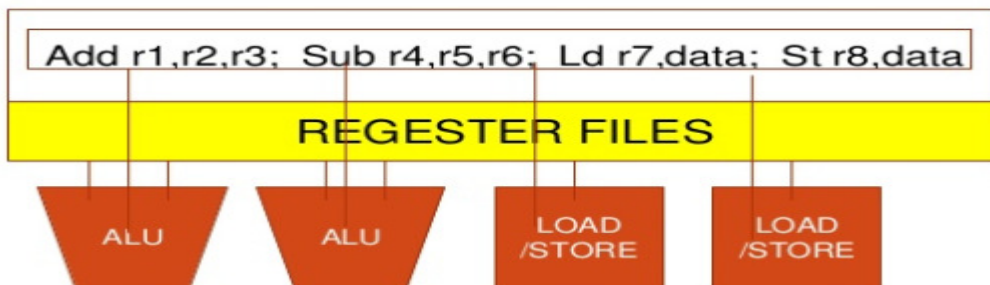 Add r1,r2,r3; Sub r4,r5,r6; Ld r7,data; St r8,data
REGESTER FILES
ALU
ALU
LOAD
/STORE
LOAD
/STORE